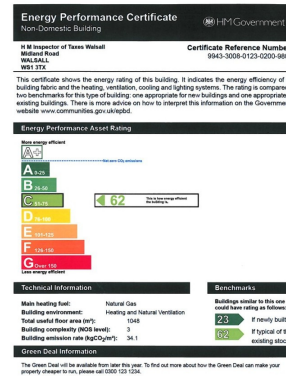 Energy Performance Certificate
Non-Domestic Building
HM Government
H M Inspector of Taxes Walsall
Midland Road
WALSALL
WS1 3TX
Certificate Reference Numbe
9943-3008-0123-0200-980
This certificate shows the energy rating of this building. It indicates the energy efficiency of
building fabric and the heating, ventilation, cooling and lighting systems. The rating is compared
two benchmarks for this type of building: one appropriate for new buildings and one appropriate
existing buildings. There is more advice on how to interpret this information on the Governme
website www.communities.gov.uk/epbd.
Energy Performance Asset Rating
More energy efficient
A+
Net zero CO₂ emissions
A 0-25
B 26-50
C 51-75
62
This is how energy efficient
the building is.
D 76-100
E 101-125
F 126-150
G Over 150
Less energy efficient
Technical Information
Main heating fuel: Natural Gas
Building environment: Heating and Natural Ventilation
Total useful floor area (m²): 1048
Building complexity (NOS level): 3
Building emission rate (kgCO₂/m²): 34.1
Benchmarks
Buildings similar to this one
could have rating as follows:
23 If newly built
62 If typical of th
existing stoc
Green Deal Information
The Green Deal will be available from later this year. To find out more about how the Green Deal can make your
property cheaper to run, please call 0300 123 1234.